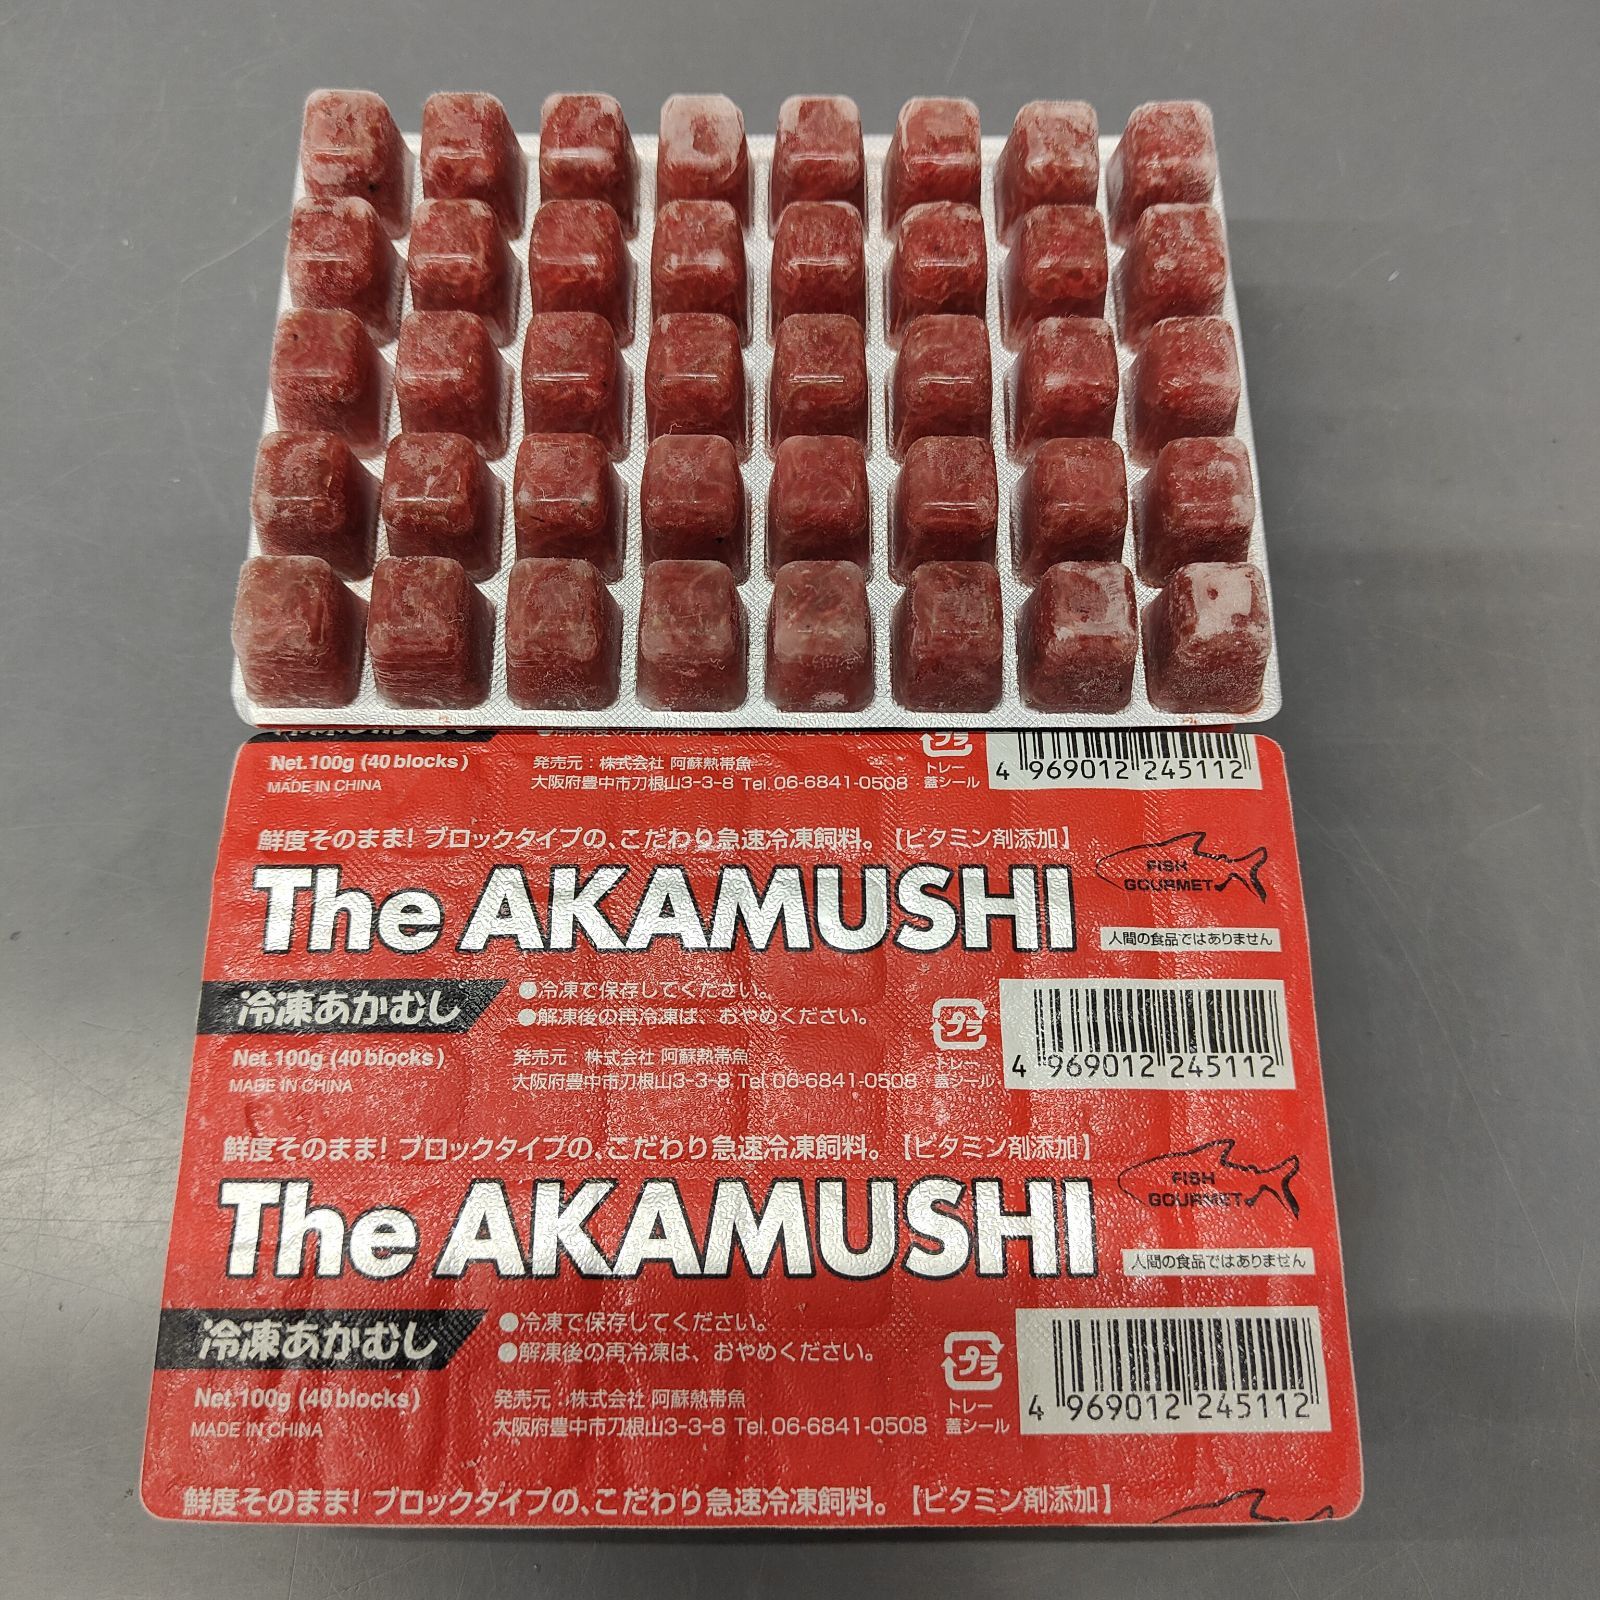 Net.100g (40blocks)
MADE IN CHINA
発売元：株式会社 阿蘇熱帯魚
大阪府豊中市刀根山3-3-8 Tel.06-6841-0508
プラ
トレー
蓋シール
4 969012 245112
鮮度そのまま！ブロックタイプの、こだわり急速冷凍飼料。【ビタミン剤添加】
The AKAMUSHI
FISH
GOURMET
人間の食品ではありません
冷凍あかむし
●冷凍で保存してください。
●解凍後の再冷凍は、おやめください。
Net.100g (40blocks)
MADE IN CHINA
発売元：株式会社 阿蘇熱帯魚
大阪府豊中市刀根山3-3-8 Tel.06-6841-0508
プラ
トレー
蓋シール
4 969012 245112
鮮度そのまま！ブロックタイプの、こだわり急速冷凍飼料。【ビタミン剤添加】
The AKAMUSHI
FISH
GOURMET
人間の食品ではありません
冷凍あかむし
●冷凍で保存してください。
●解凍後の再冷凍は、おやめください。
Net.100g (40blocks)
MADE IN CHINA
発売元：株式会社 阿蘇熱帯魚
大阪府豊中市刀根山3-3-8 Tel.06-6841-0508
プラ
トレー
蓋シール
4 969012 245112
鮮度そのまま！ブロックタイプの、こだわり急速冷凍飼料。【ビタミン剤添加】